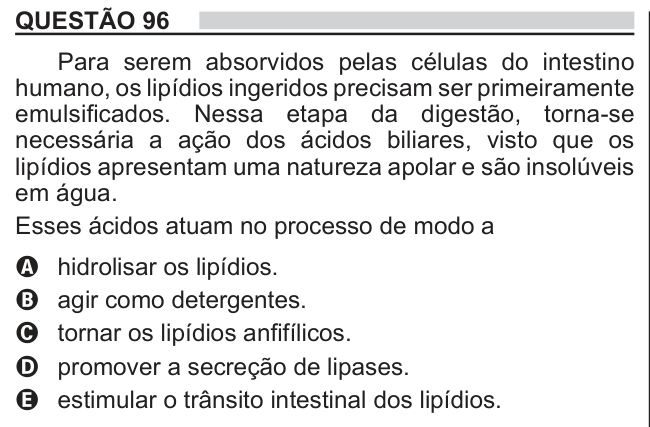 QUESTÃO 96
Para serem absorvidos pelas células do intestino
humano, os lipídios ingeridos precisam ser primeiramente
emulsificados. Nessa etapa da digestão, torna-se
necessária a ação dos ácidos biliares, visto que os
lipídios apresentam uma natureza apolar e são insolúveis
em água.
Esses ácidos atuam no processo de modo a
A hidrolisar os lipídios.
B agir como detergentes.
C tornar os lipídios anfifílicos.
D promover a secreção de lipases.
E estimular o trânsito intestinal dos lipídios.